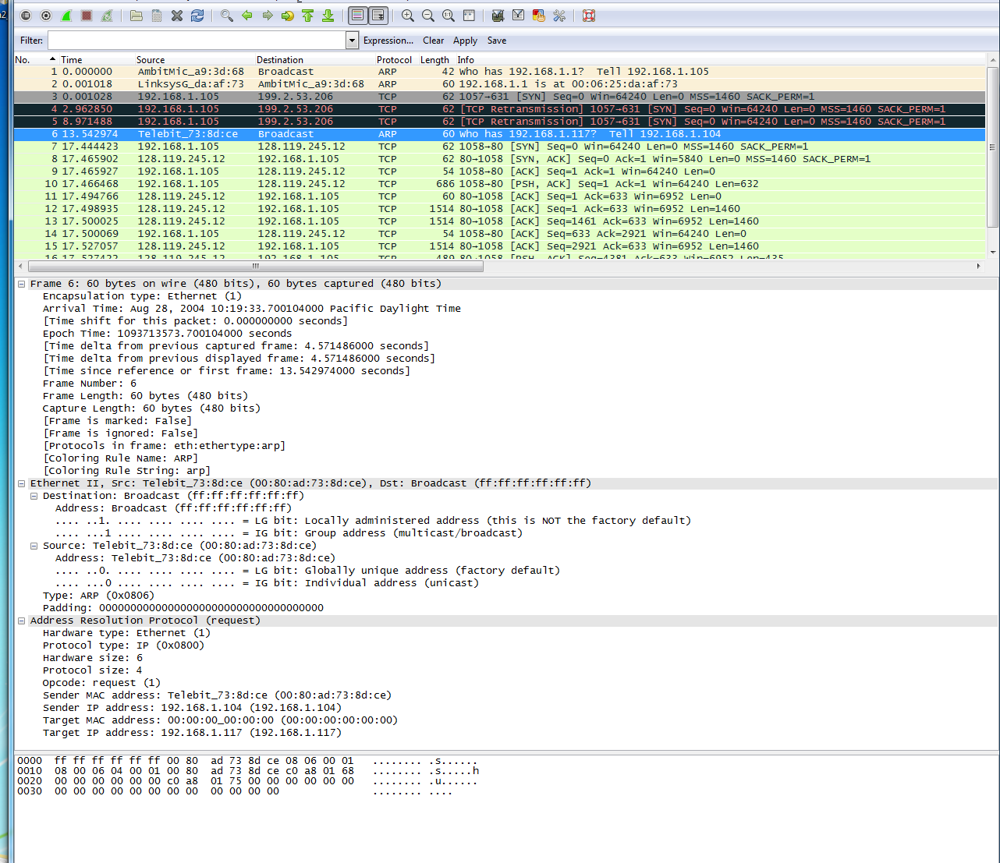 Filter: Expression... Clear Apply Save
No. Time Source Destination Protocol Length Info
1 0.000000 AmbitMic_a9:3d:68 Broadcast ARP 42 Who has 192.168.1.1? Tell 192.168.1.105
2 0.001018 LinksysG_da:af:73 AmbitMic_a9:3d:68 ARP 60 192.168.1.1 is at 00:06:25:da:af:73
3 0.001028 192.168.1.105 199.2.53.206 TCP 62 1057→631 [SYN] Seq=0 Win=64240 Len=0 MSS=1460 SACK_PERM=1
4 2.962850 192.168.1.105 199.2.53.206 TCP 62 [TCP Retransmission] 1057→631 [SYN] Seq=0 Win=64240 Len=0 MSS=1460 SACK_PERM=1
5 8.971488 192.168.1.105 199.2.53.206 TCP 62 [TCP Retransmission] 1057→631 [SYN] Seq=0 Win=64240 Len=0 MSS=1460 SACK_PERM=1
6 13.542974 Telebit_73:8d:ce Broadcast ARP 60 Who has 192.168.1.117? Tell 192.168.1.104
7 17.444423 192.168.1.105 128.119.245.12 TCP 62 1058→80 [SYN] Seq=0 Win=64240 Len=0 MSS=1460 SACK_PERM=1
8 17.465902 128.119.245.12 192.168.1.105 TCP 62 80→1058 [SYN, ACK] Seq=0 Ack=1 Win=5840 Len=0 MSS=1460 SACK_PERM=1
9 17.465927 192.168.1.105 128.119.245.12 TCP 54 1058→80 [ACK] Seq=1 Ack=1 Win=64240 Len=0
10 17.466468 192.168.1.105 128.119.245.12 TCP 686 1058→80 [PSH, ACK] Seq=1 Ack=1 Win=64240 Len=632
11 17.494766 128.119.245.12 192.168.1.105 TCP 60 80→1058 [ACK] Seq=1 Ack=633 Win=6952 Len=0
12 17.498935 128.119.245.12 192.168.1.105 TCP 1514 80→1058 [ACK] Seq=1 Ack=633 Win=6952 Len=1460
13 17.500025 128.119.245.12 192.168.1.105 TCP 1514 80→1058 [ACK] Seq=1461 Ack=633 Win=6952 Len=1460
14 17.500069 192.168.1.105 128.119.245.12 TCP 54 1058→80 [ACK] Seq=633 Ack=2921 Win=64240 Len=0
15 17.527057 128.119.245.12 192.168.1.105 TCP 1514 80→1058 [ACK] Seq=2921 Ack=633 Win=6952 Len=1460
16 17.527422 128.119.245.12 192.168.1.105 TCP 489 80→1058 [PSH, ACK] Seq=4381 Ack=633 Win=6952 Len=435
Frame 6: 60 bytes on wire (480 bits), 60 bytes captured (480 bits)
Encapsulation type: Ethernet (1)
Arrival Time: Aug 28, 2004 10:19:33.700104000 Pacific Daylight Time
[Time shift for this packet: 0.000000000 seconds]
Epoch Time: 1093713573.700104000 seconds
[Time delta from previous captured frame: 4.571486000 seconds]
[Time delta from previous displayed frame: 4.571486000 seconds]
[Time since reference or first frame: 13.542974000 seconds]
Frame Number: 6
Frame Length: 60 bytes (480 bits)
Capture Length: 60 bytes (480 bits)
[Frame is marked: False]
[Frame is ignored: False]
[Protocols in frame: eth:ethertype:arp]
[Coloring Rule Name: ARP]
[Coloring Rule String: arp]
Ethernet II, Src: Telebit_73:8d:ce (00:80:ad:73:8d:ce), Dst: Broadcast (ff:ff:ff:ff:ff:ff)
Destination: Broadcast (ff:ff:ff:ff:ff:ff)
Address: Broadcast (ff:ff:ff:ff:ff:ff)
.... ..1. .... .... .... .... = LG bit: Locally administered address (this is NOT the factory default)
.... ...1 .... .... .... .... = IG bit: Group address (multicast/broadcast)
Source: Telebit_73:8d:ce (00:80:ad:73:8d:ce)
Address: Telebit_73:8d:ce (00:80:ad:73:8d:ce)
.... ..0. .... .... .... .... = LG bit: Globally unique address (factory default)
.... ...0 .... .... .... .... = IG bit: Individual address (unicast)
Type: ARP (0x0806)
Padding: 000000000000000000000000000000000000
Address Resolution Protocol (request)
Hardware type: Ethernet (1)
Protocol type: IP (0x0800)
Hardware size: 6
Protocol size: 4
Opcode: request (1)
Sender MAC address: Telebit_73:8d:ce (00:80:ad:73:8d:ce)
Sender IP address: 192.168.1.104 (192.168.1.104)
Target MAC address: 00:00:00_00:00:00 (00:00:00:00:00:00)
Target IP address: 192.168.1.117 (192.168.1.117)
0000 ff ff ff ff ff ff 00 80 ad 73 8d ce 08 06 00 01 ........ .s......
0010 08 00 06 04 00 01 00 80 ad 73 8d ce c0 a8 01 68 ........ .s.....h
0020 00 00 00 00 00 00 c0 a8 01 75 00 00 00 00 00 00 ........ .u......
0030 00 00 00 00 00 00 00 00 00 00 00 00 ........ ....